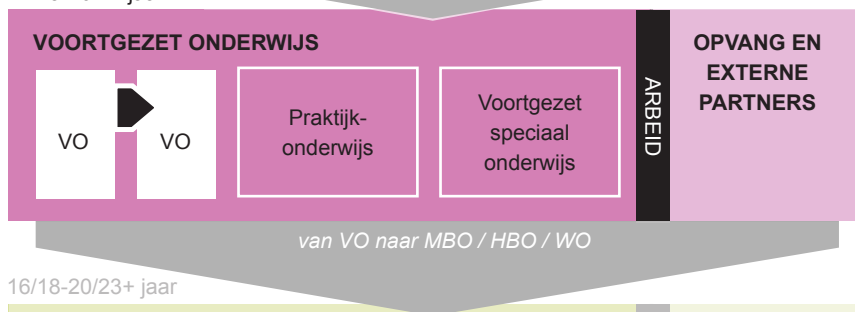 VOORTGEZET ONDERWIJS
VO
VO
Praktijk-
onderwijs
Voortgezet
speciaal
onderwijs
ARBEID
OPVANG EN
EXTERNE
PARTNERS
van VO naar MBO / HBO / WO
16/18-20/23+ jaar